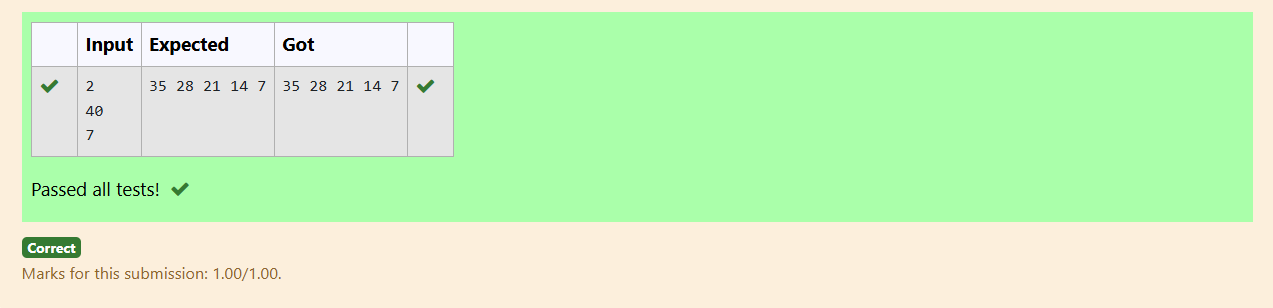 Input Expected Got
2 35 28 21 14 7 35 28 21 14 7
40
7
Passed all tests!
Correct
Marks for this submission: 1.00/1.00.